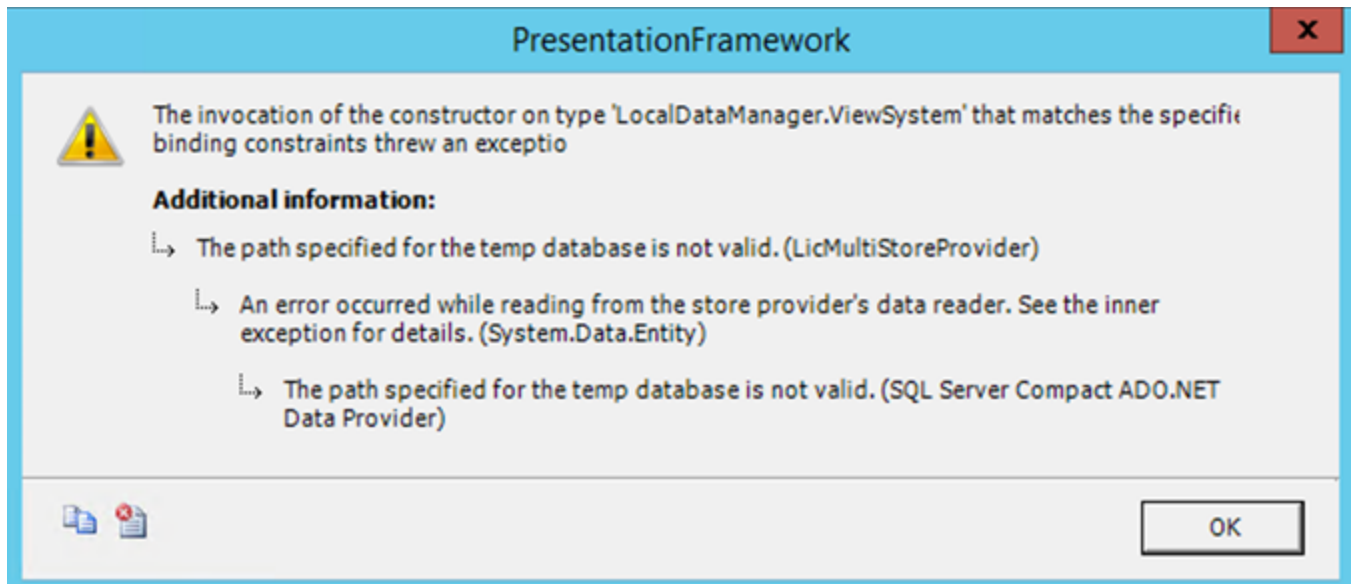 PresentationFramework
x
The invocation of the constructor on type 'LocalDataManager.ViewSystem' that matches the specifie
binding constraints threw an exceptio
Additional information:
The path specified for the temp database is not valid. (LicMultiStoreProvider)
An error occurred while reading from the store provider's data reader. See the inner
exception for details. (System.Data.Entity)
The path specified for the temp database is not valid. (SQL Server Compact ADO.NET
Data Provider)
OK